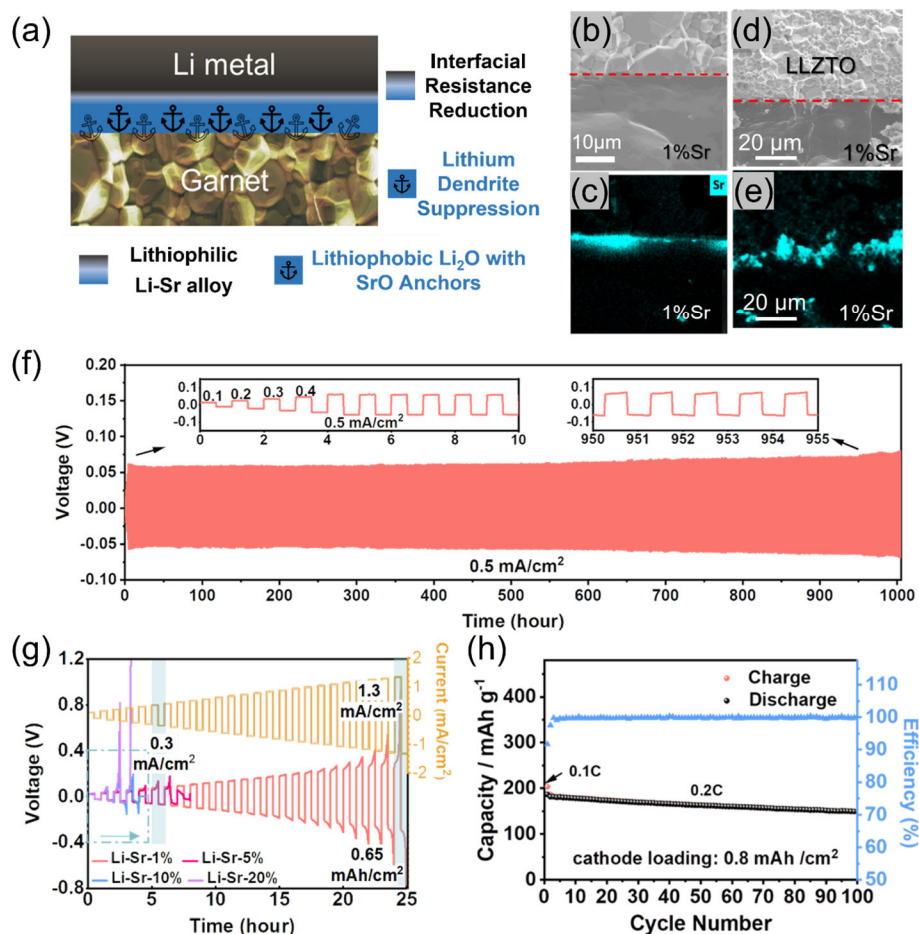 (a)
Li metal
Garnet
Interfacial
Resistance
Reduction
Lithium
Dendrite
Suppression
Lithiophilic
Li-Sr alloy
Lithiophobic Li₂O with
SrO Anchors
(b)
10μm
1%Sr
(d)
LLZTO
20 μm
1%Sr
(c)
Sr
1%Sr
(e)
20 μm
1%Sr
(f)
Voltage (V)
0.20
0.15
0.10
0.05
0.00
-0.05
-0.10
0.1
0.0
-0.1
0.1 0.2 0.3 0.4
0.5 mA/cm²
0 2 4 6 8 10
0.1
0.0
-0.1
950 951 952 953 954 955
0.5 mA/cm²
0 100 200 300 400 500 600 700 800 900 1000
Time (hour)
(g)
Voltage (V)
1.2
0.8
0.4
0.0
-0.4
-0.8
0.3
mA/cm²
1.3
mA/cm²
0.65
mAh/cm²
Li-Sr-1% Li-Sr-5%
Li-Sr-10% Li-Sr-20%
2
1
0
-1
-2
Current (mA/cm²)
0 5 10 15 20 25
Time (hour)
(h)
Capacity / mAh g⁻¹
400
300
200
100
0
Charge
Discharge
0.1C
0.2C
cathode loading: 0.8 mAh /cm²
110
100
90
80
70
60
50
Efficiency (%)
0 10 20 30 40 50 60 70 80 90 100
Cycle Number